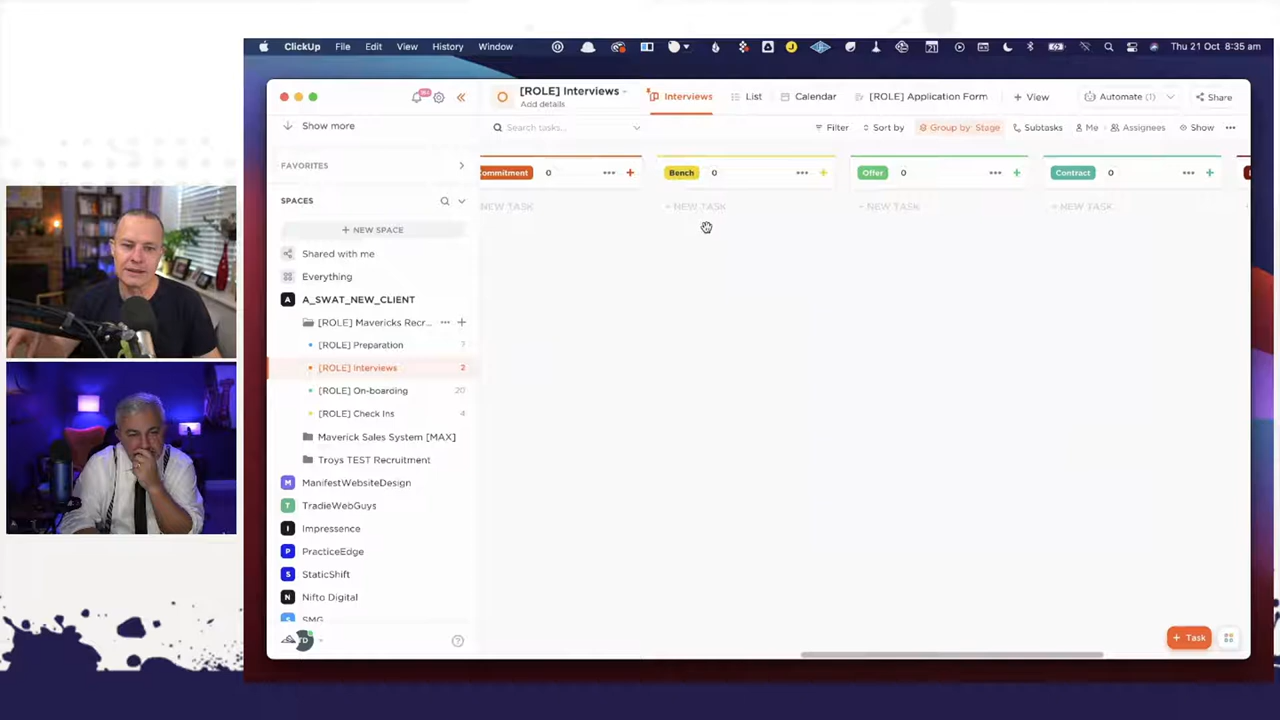 ClickUp File Edit View History Window
Thu 21 Oct 8:35 am
[ROLE] Interviews
Add details
Interviews
List
Calendar
[ROLE] Application Form
+ View
Automate (1)
Share
Search tasks...
Filter
Sort by
Group by: Stage
Subtasks
Me
Assignees
Show
Show more
FAVORITES
SPACES
+ NEW SPACE
Shared with me
Everything
A A_SWAT_NEW_CLIENT
[ROLE] Mavericks Recr...
[ROLE] Preparation 7
[ROLE] Interviews 2
[ROLE] On-boarding 20
[ROLE] Check Ins 4
Maverick Sales System [MAX]
Troys TEST Recruitment
M ManifestWebsiteDesign
T TradieWebGuys
I Impressence
P PracticeEdge
S StaticShift
N Nifto Digital
S SMG
TD
ommitment 0
NEW TASK
Bench 0
+ NEW TASK
Offer 0
+ NEW TASK
Contract 0
+ NEW TASK
+ Task